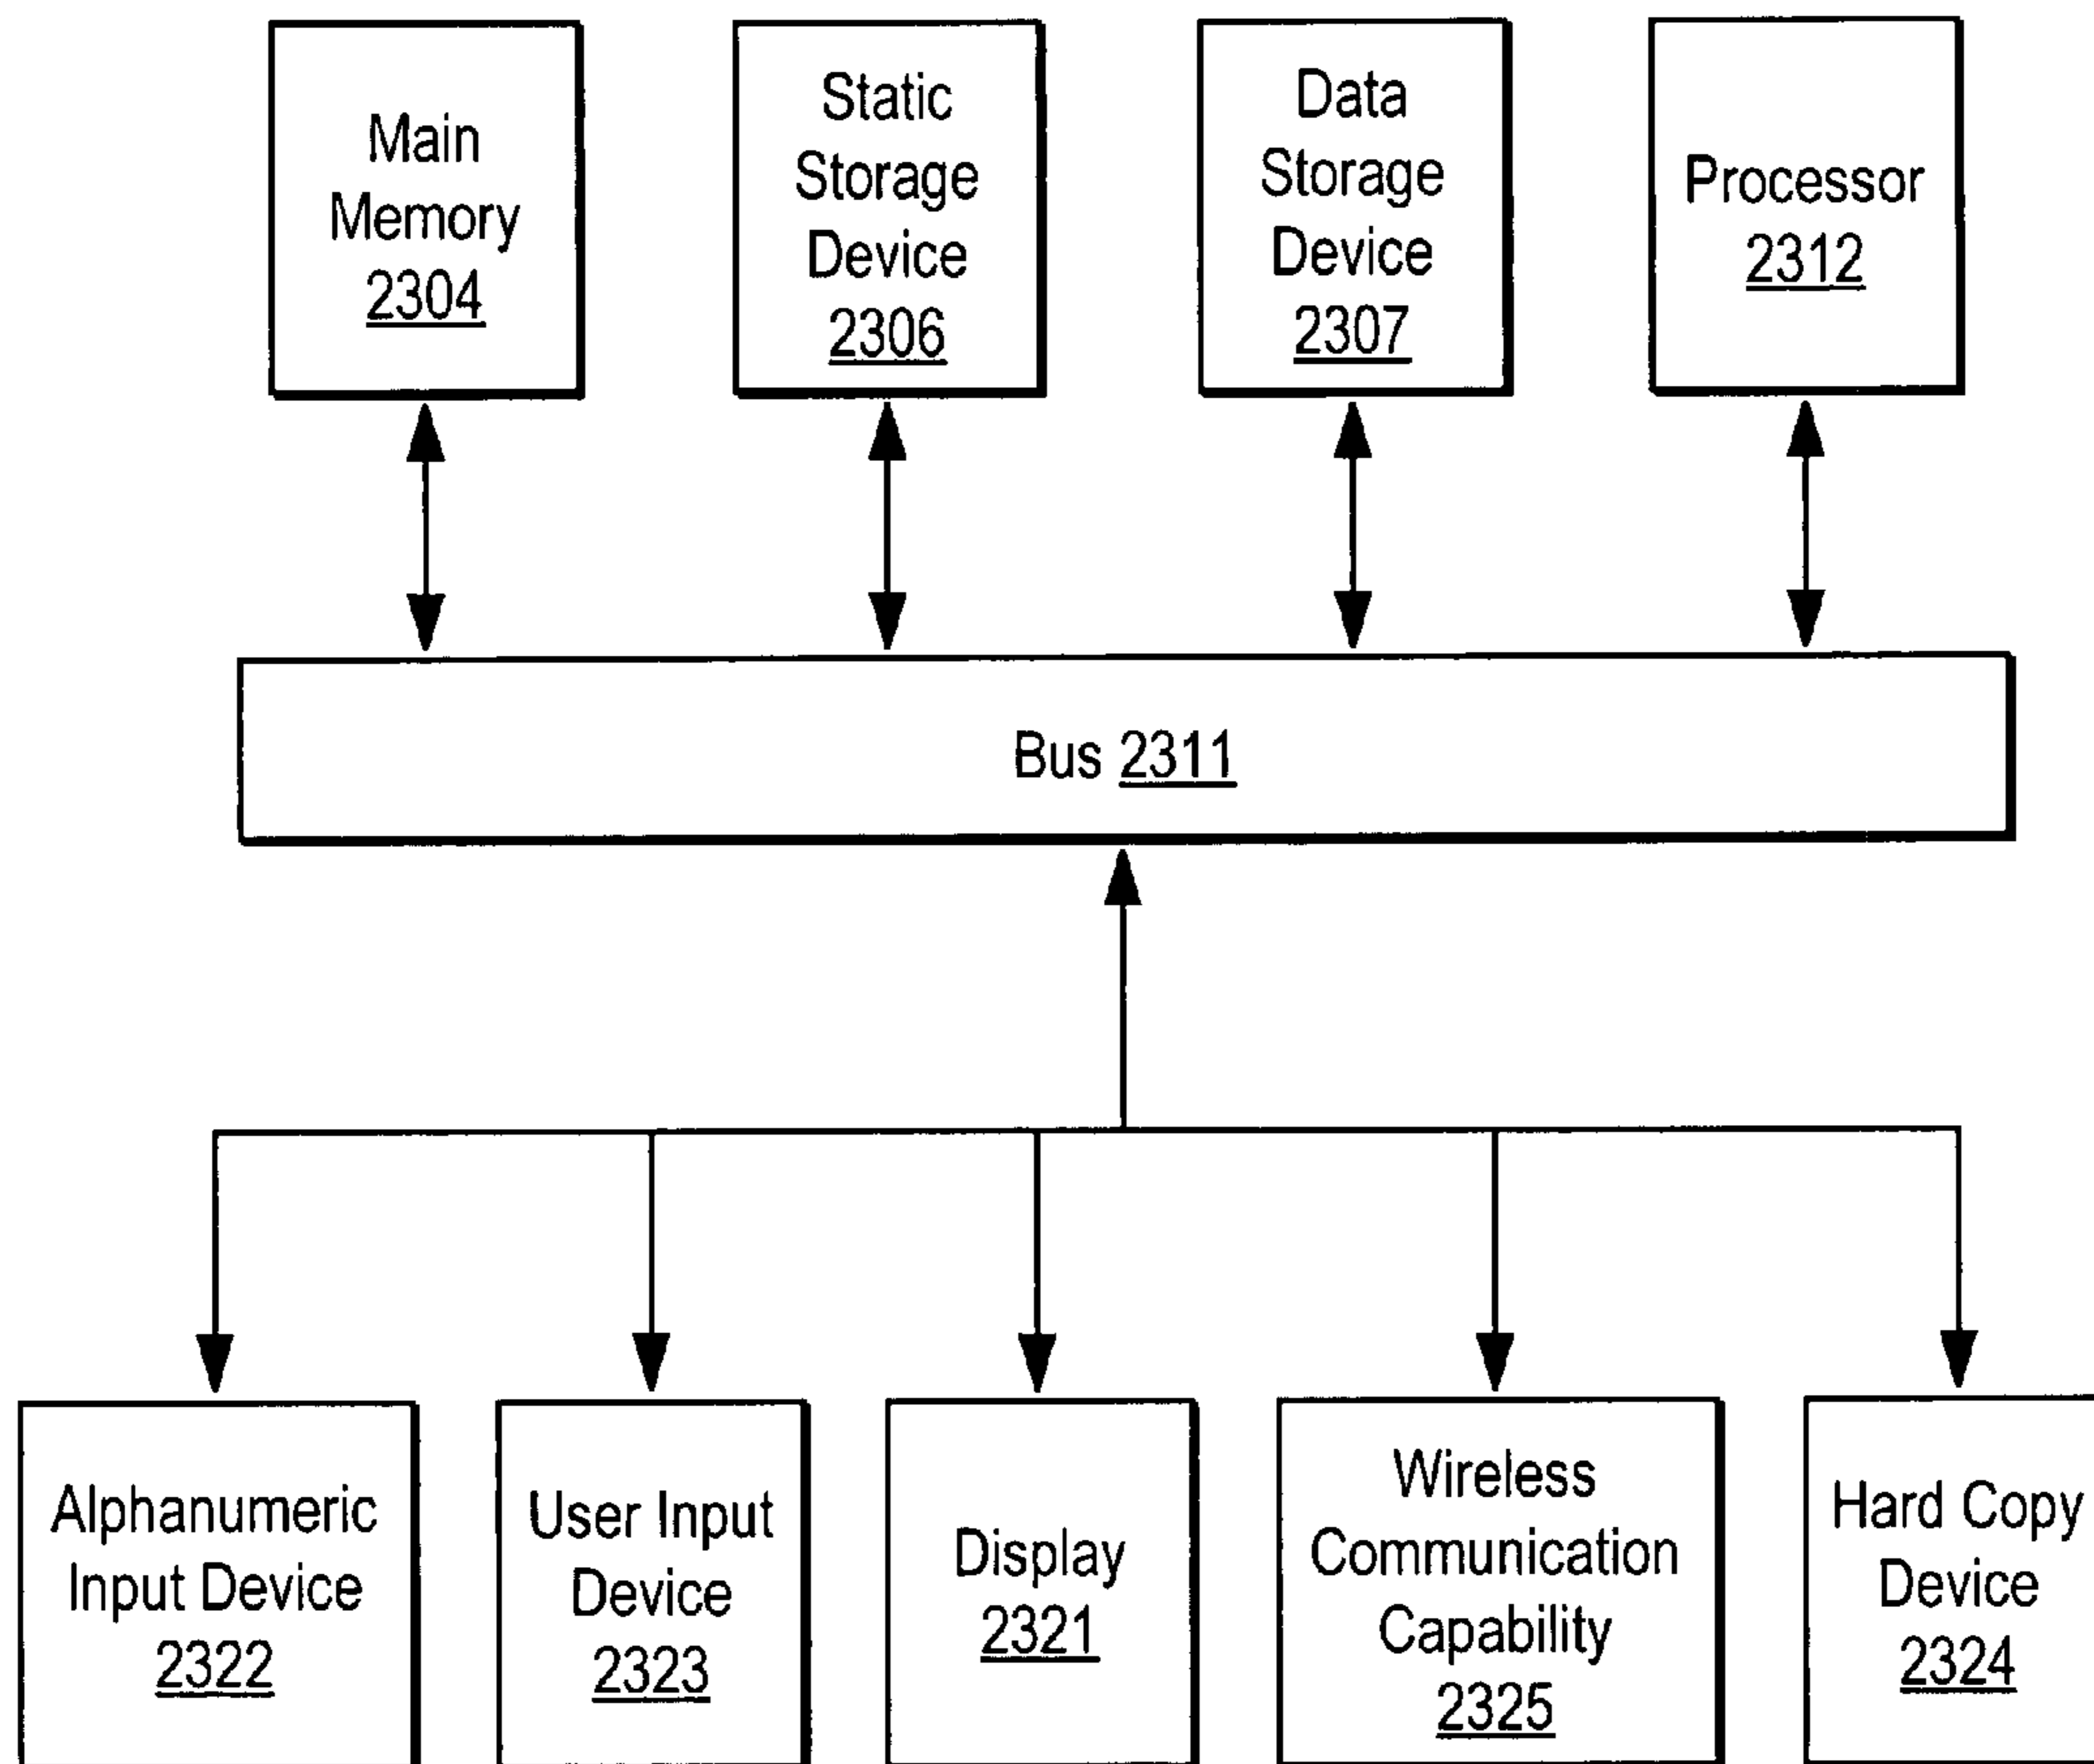 Main
Memory
2304
Static
Storage
Device
2306
Data
Storage
Device
2307
Processor
2312
Bus 2311
Alphanumeric
Input Device
2322
User Input
Device
2323
Display
2321
Wireless
Communication
Capability
2325
Hard Copy
Device
2324